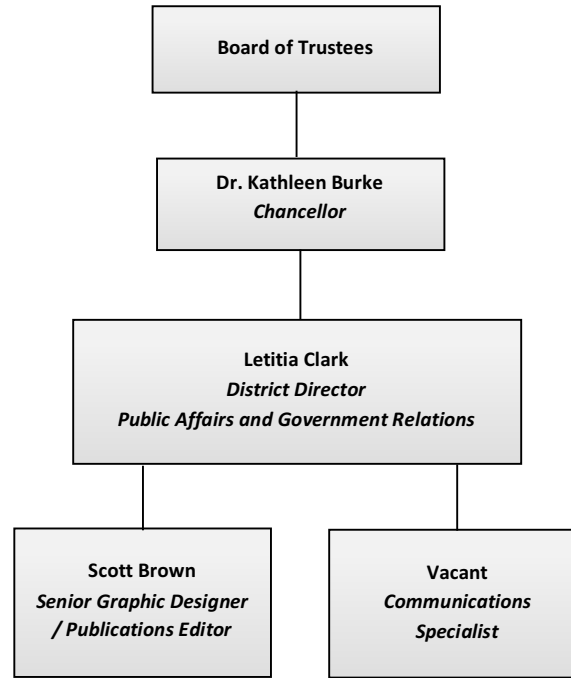 Board of Trustees
Dr. Kathleen Burke
Chancellor
Letitia Clark
District Director
Public Affairs and Government Relations
Scott Brown
Senior Graphic Designer
/ Publications Editor
Vacant
Communications
Specialist